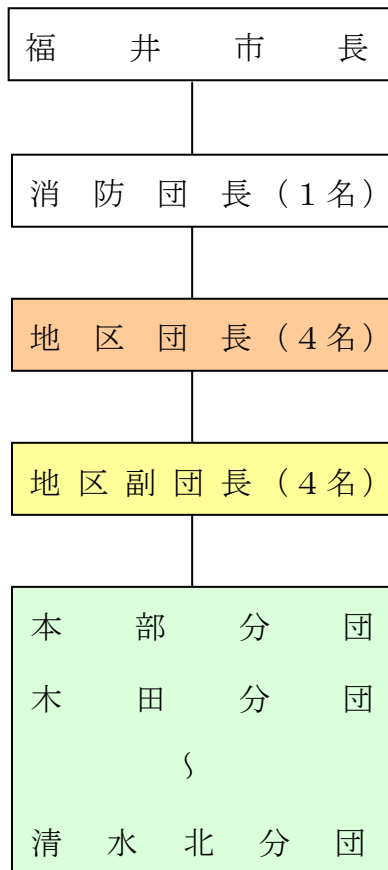 福井市長
消防団長（１名）
地区団長（４名）
地区副団長（４名）
本部分団
木田分団
～
清水北分団